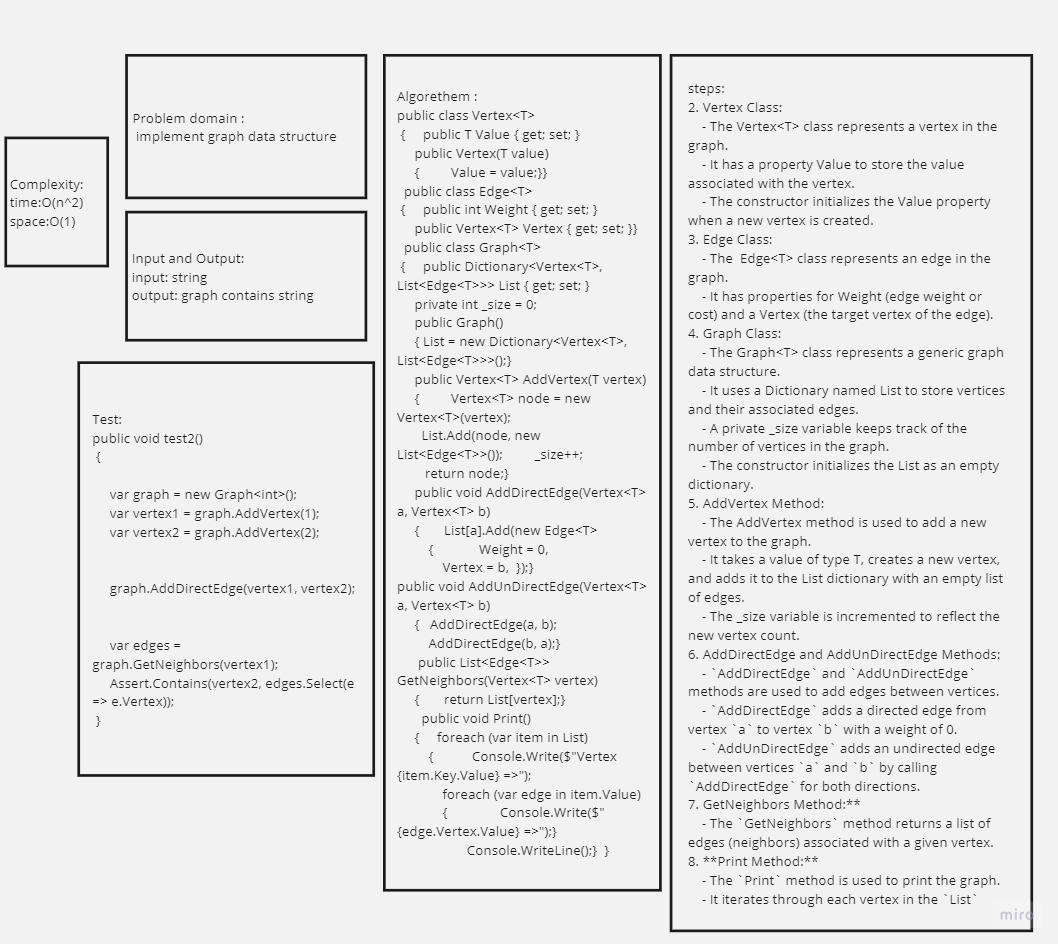 Complexity:
time:O(n^2)
space:O(1)
Problem domain :
implement graph data structure
Input and Output:
input: string
output: graph contains string
Test:
public void test2()
{
var graph = new Graph<int>();
var vertex1 = graph.AddVertex(1);
var vertex2 = graph.AddVertex(2);
graph.AddDirectEdge(vertex1, vertex2);
var edges =
graph.GetNeighbors(vertex1);
Assert.Contains(vertex2, edges.Select(e
=> e.Vertex));
}
Algorethem :
public class Vertex<T>
{ public T Value { get; set; }
public Vertex(T value)
{ Value = value;}}
public class Edge<T>
{ public int Weight { get; set; }
public Vertex<T> Vertex { get; set; }}
public class Graph<T>
{ public Dictionary<Vertex<T>,
List<Edge<T>>> List { get; set; }
private int _size = 0;
public Graph()
{ List = new Dictionary<Vertex<T>,
List<Edge<T>>>();}
public Vertex<T> AddVertex(T vertex)
{ Vertex<T> node = new
Vertex<T>(vertex);
List.Add(node, new
List<Edge<T>>()); _size++;
return node;}
public void AddDirectEdge(Vertex<T>
a, Vertex<T> b)
{ List[a].Add(new Edge<T>
{ Weight = 0,
Vertex = b, });}
public void AddUnDirectEdge(Vertex<T>
a, Vertex<T> b)
{ AddDirectEdge(a, b);
AddDirectEdge(b, a);}
public List<Edge<T>>
GetNeighbors(Vertex<T> vertex)
{ return List[vertex];}
public void Print()
{ foreach (var item in List)
{ Console.Write($"Vertex
{item.Key.Value} =>");
foreach (var edge in item.Value)
{ Console.Write($"
{edge.Vertex.Value} =>");}
Console.WriteLine();} }
steps:
2. Vertex Class:
- The Vertex<T> class represents a vertex in the
graph.
- It has a property Value to store the value
associated with the vertex.
- The constructor initializes the Value property
when a new vertex is created.
3. Edge Class:
- The Edge<T> class represents an edge in the
graph.
- It has properties for Weight (edge weight or
cost) and a Vertex (the target vertex of the edge).
4. Graph Class:
- The Graph<T> class represents a generic graph
data structure.
- It uses a Dictionary named List to store vertices
and their associated edges.
- A private _size variable keeps track of the
number of vertices in the graph.
- The constructor initializes the List as an empty
dictionary.
5. AddVertex Method:
- The AddVertex method is used to add a new
vertex to the graph.
- It takes a value of type T, creates a new vertex,
and adds it to the List dictionary with an empty list
of edges.
- The _size variable is incremented to reflect the
new vertex count.
6. AddDirectEdge and AddUnDirectEdge Methods:
- `AddDirectEdge` and `AddUnDirectEdge`
methods are used to add edges between vertices.
- `AddDirectEdge` adds a directed edge from
vertex `a` to vertex `b` with a weight of 0.
- `AddUnDirectEdge` adds an undirected edge
between vertices `a` and `b` by calling
`AddDirectEdge` for both directions.
7. GetNeighbors Method:**
- The `GetNeighbors` method returns a list of
edges (neighbors) associated with a given vertex.
8. **Print Method:**
- The `Print` method is used to print the graph.
- It iterates through each vertex in the `List`
miro